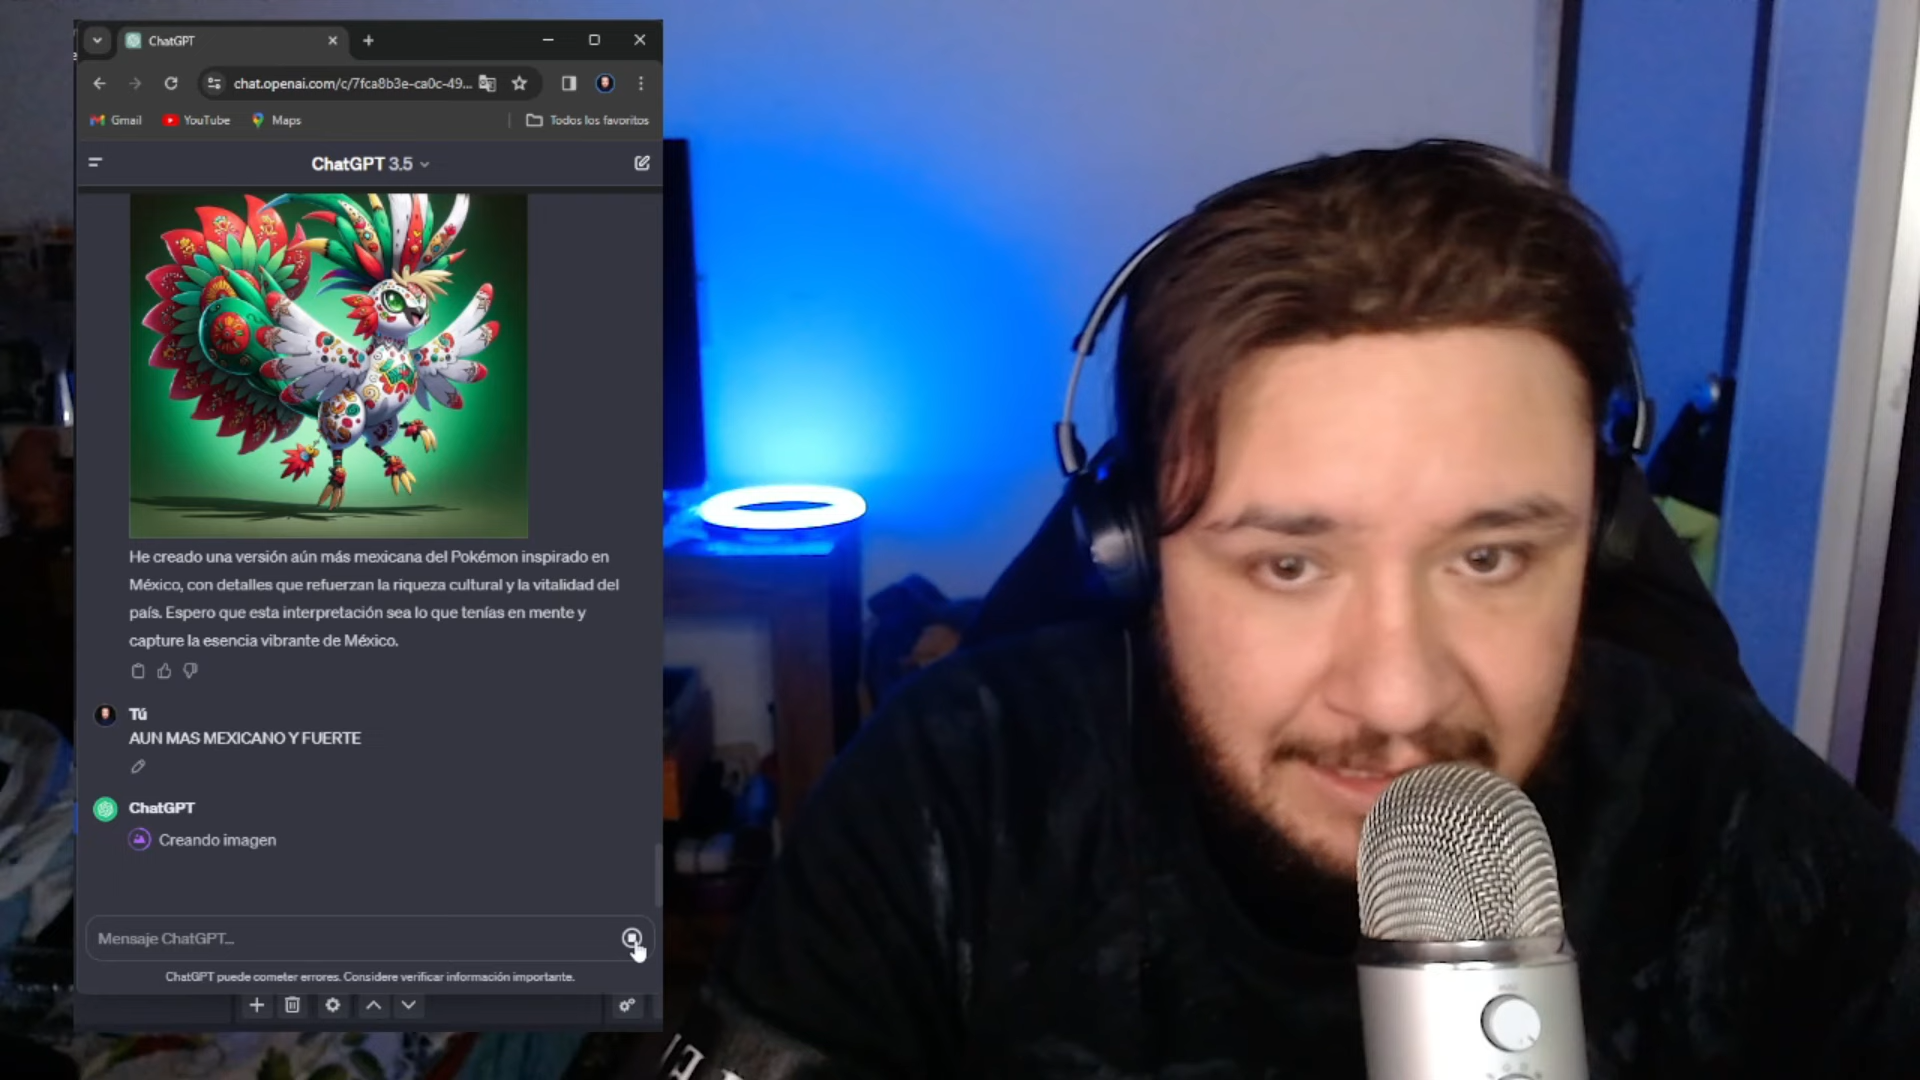 ChatGPT
chat.openai.com/c/7fca8b3e-ca0c-49...
Gmail
YouTube
Maps
Todos los favoritos
ChatGPT 3.5
He creado una versión aún más mexicana del Pokémon inspirado en
México, con detalles que refuerzan la riqueza cultural y la vitalidad del
país. Espero que esta interpretación sea lo que tenías en mente y
capture la esencia vibrante de México.
Tú
AUN MAS MEXICANO Y FUERTE
ChatGPT
Creando imagen
Mensaje ChatGPT...
ChatGPT puede cometer errores. Considere verificar información importante.